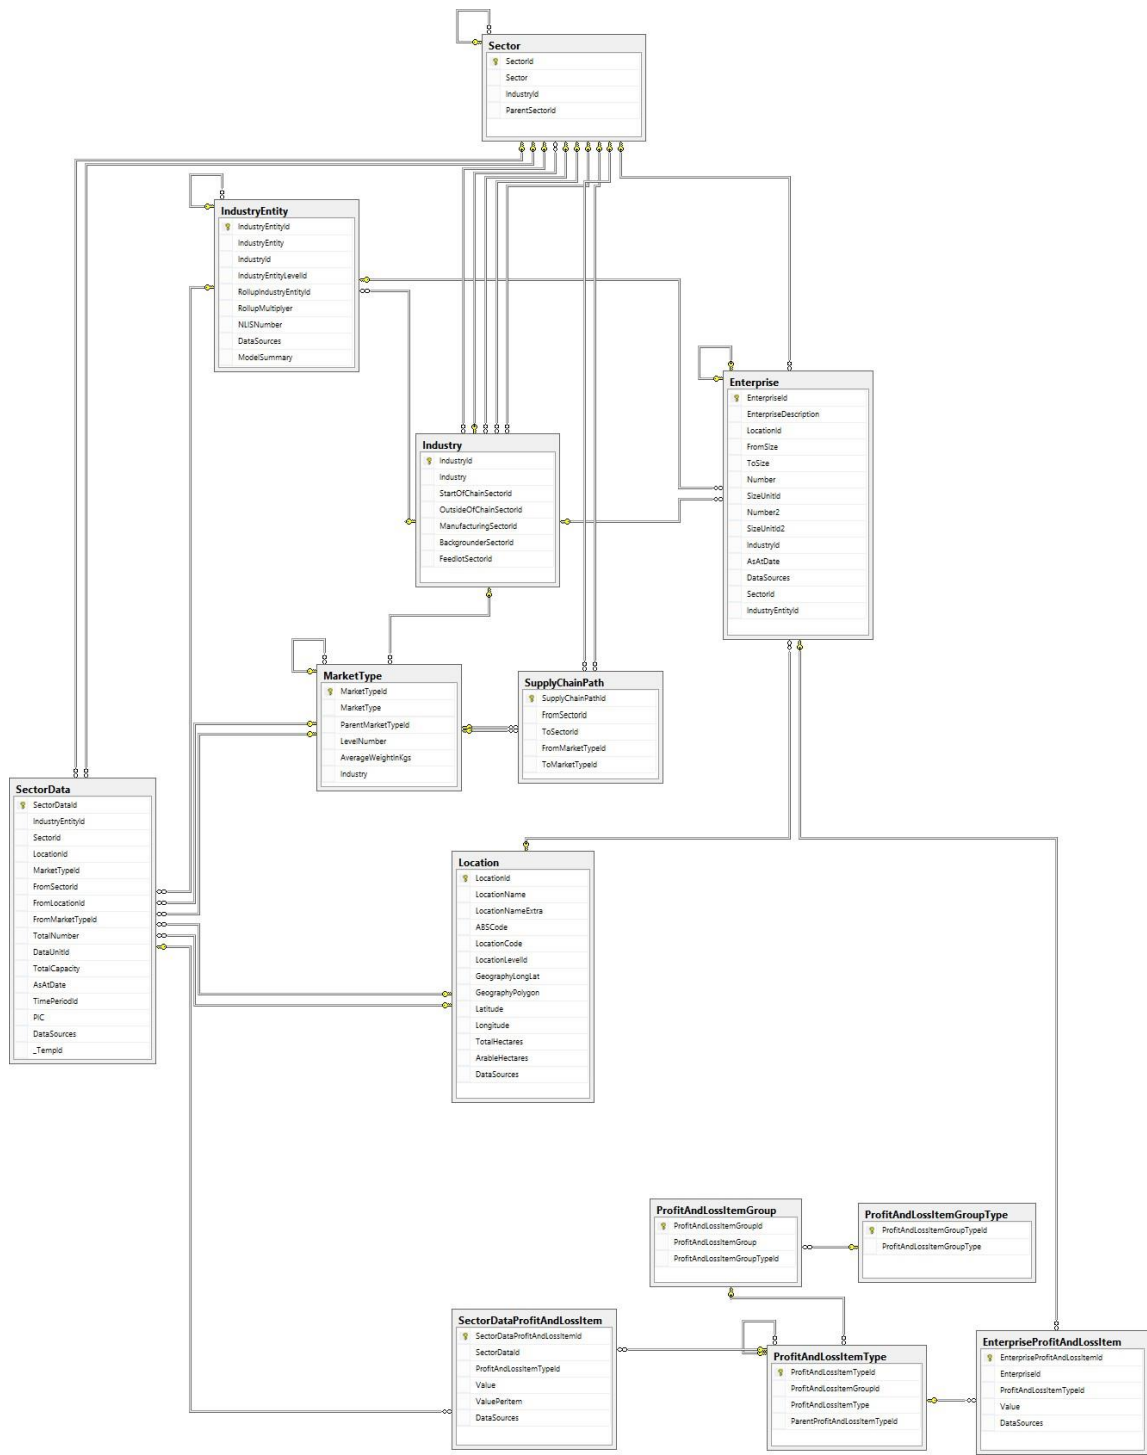 Sector
SectorId
Sector
IndustryId
ParentSectorId
IndustryEntity
IndustryEntityId
IndustryEntity
IndustryId
IndustryEntityLevelId
RollupIndustryEntityId
RollupMultiplyer
NLISNumber
DataSources
ModelSummary
Enterprise
EnterpriseId
EnterpriseDescription
LocationId
FromSize
ToSize
Number
SizeUnitId
Number2
SizeUnitId2
IndustryId
AsAtDate
DataSources
SectorId
IndustryEntityId
Industry
IndustryId
Industry
StartOfChainSectorId
OutsideOfChainSectorId
ManufacturingSectorId
BackgrounderSectorId
FeedlotSectorId
MarketType
MarketTypeId
MarketType
ParentMarketTypeId
LevelNumber
AverageWeightInKgs
Industry
SupplyChainPath
SupplyChainPathId
FromSectorId
ToSectorId
FromMarketTypeId
ToMarketTypeId
SectorData
SectorDataId
IndustryEntityId
SectorId
LocationId
MarketTypeId
FromSectorId
FromLocationId
FromMarketTypeId
TotalNumber
DataUnitId
TotalCapacity
AsAtDate
TimePeriodId
PIC
DataSources
_TempId
Location
LocationId
LocationName
LocationNameExtra
ABSCode
LocationCode
LocationLevelId
GeographyLongLat
GeographyPolygon
Latitude
Longitude
TotalHectares
ArableHectares
DataSources
ProfitAndLossItemGroup
ProfitAndLossItemGroupId
ProfitAndLossItemGroup
ProfitAndLossItemGroupTypeId
ProfitAndLossItemGroupType
ProfitAndLossItemGroupTypeId
ProfitAndLossItemGroupType
SectorDataProfitAndLossItem
SectorDataProfitAndLossItemId
SectorDataId
ProfitAndLossItemTypeId
Value
ValuePerItem
DataSources
ProfitAndLossItemType
ProfitAndLossItemTypeId
ProfitAndLossItemGroupId
ProfitAndLossItemType
ParentProfitAndLossItemTypeId
EnterpriseProfitAndLossItem
EnterpriseProfitAndLossItemId
EnterpriseId
ProfitAndLossItemTypeId
Value
DataSources